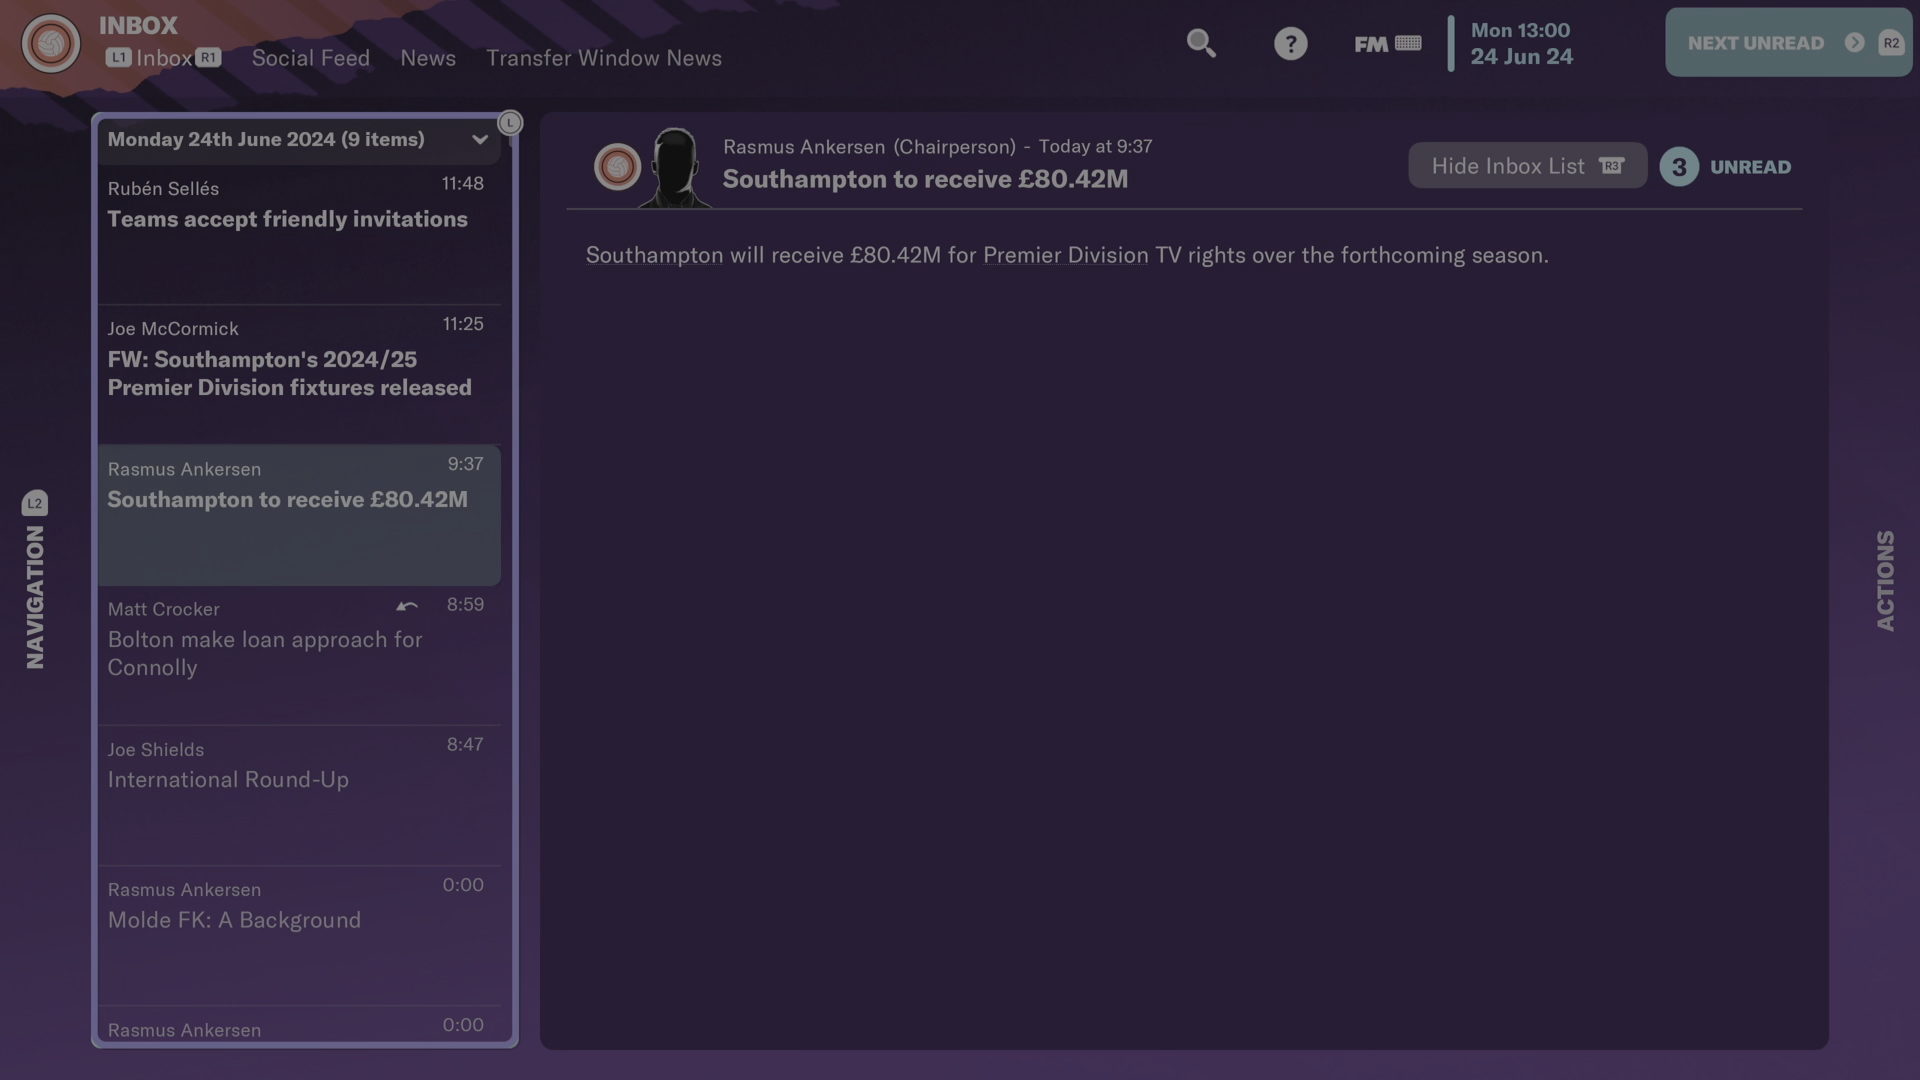 INBOX
L1 Inbox R1 Social Feed News Transfer Window News
FM
Mon 13:00
24 Jun 24
NEXT UNREAD R2
L
Monday 24th June 2024 (9 items)
Rubén Sellés 11:48
Teams accept friendly invitations
Joe McCormick 11:25
FW: Southampton's 2024/25
Premier Division fixtures released
Rasmus Ankersen 9:37
Southampton to receive £80.42M
Matt Crocker 8:59
Bolton make loan approach for
Connolly
Joe Shields 8:47
International Round-Up
Rasmus Ankersen 0:00
Molde FK: A Background
Rasmus Ankersen 0:00
Rasmus Ankersen (Chairperson) - Today at 9:37
Southampton to receive £80.42M
Hide Inbox List R3
3 UNREAD
Southampton will receive £80.42M for Premier Division TV rights over the forthcoming season.
L2
NAVIGATION
ACTIONS